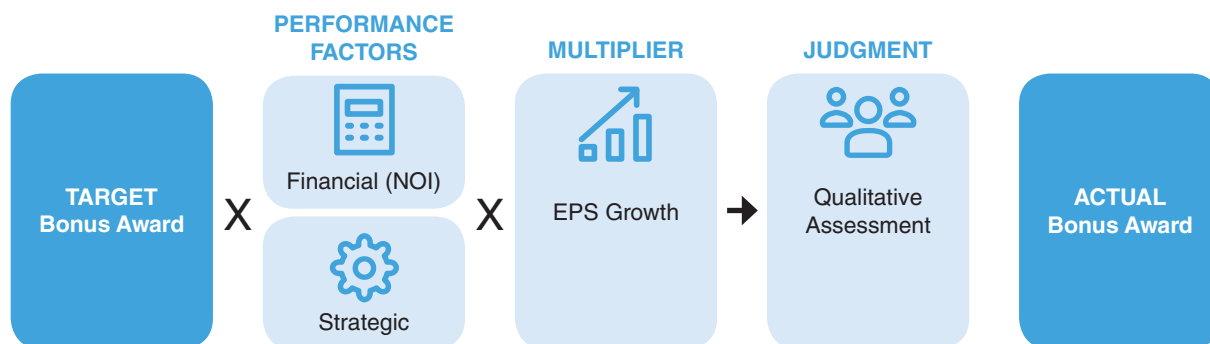 PERFORMANCE
FACTORS
MULTIPLIER
JUDGMENT
TARGET
Bonus Award
X
Financial (NOI)
Strategic
X
EPS Growth
Qualitative
Assessment
ACTUAL
Bonus Award